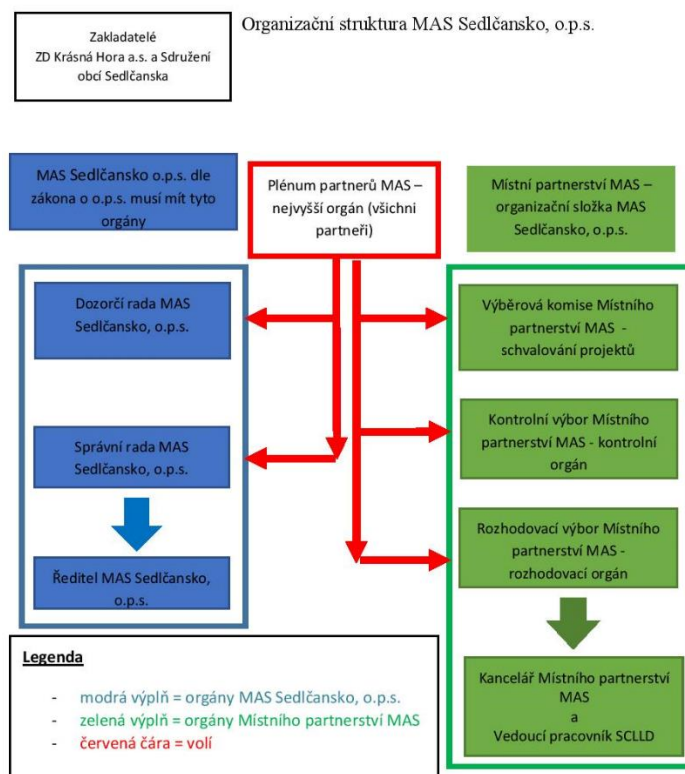 Organizační struktura MAS Sedlčansko, o.p.s.
Zakladatelé
ZD Krásná Hora a.s. a Sdružení
obcí Sedlčanska
MAS Sedlčansko o.p.s. dle
zákona o o.p.s. musí mít tyto
orgány
Plénum partnerů MAS –
nejvyšší orgán (všichni
partneři)
Místní partnerství MAS –
organizační složka MAS
Sedlčansko, o.p.s.
Dozorčí rada MAS
Sedlčansko, o.p.s.
Správní rada MAS
Sedlčansko, o.p.s.
Ředitel MAS Sedlčansko,
o.p.s.
Výběrová komise Místního
partnerství MAS -
schvalování projektů
Kontrolní výbor Místního
partnerství MAS - kontrolní
orgán
Rozhodovací výbor Místního
partnerství MAS -
rozhodovací orgán
Kancelář Místního partnerství
MAS
a
Vedoucí pracovník SCLLD
Legenda
- modrá výplň = orgány MAS Sedlčansko, o.p.s.
- zelená výplň = orgány Místního partnerství MAS
- červená čára = volí